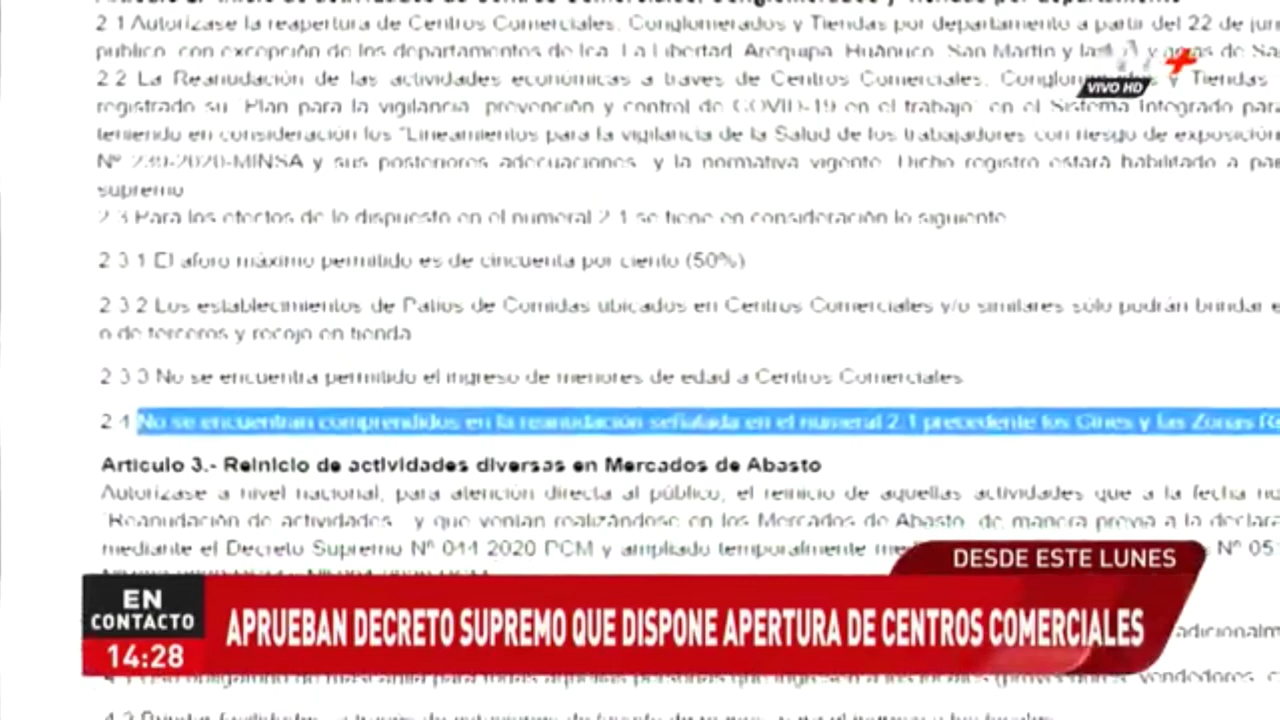 2.1 Autorízase la reapertura de Centros Comerciales, Conglomerados y Tiendas por departamento a partir del 22 de
público, con excepción de los departamentos de Ica, La Libertad, Arequipa, Huánuco, San Martín y las
VIVO HD
2.2 La Reanudación de las actividades económicas a través de Centros Comerciales, y Tiendas
registrado su "Plan para la vigilancia, prevención y control de COVID-19 en el trabajo" en el Sistema Integrado para
teniendo en consideración los "Lineamientos para la vigilancia de la Salud de los trabajadores con riesgo de exposición
Nº 239-2020-MINSA y sus posteriores adecuaciones, y la normativa vigente. Dicho registro estará habilitado a
supremo
2.3 Para los efectos de lo dispuesto en el numeral 2.1 se tiene en consideración lo siguiente
2.3.1 El aforo máximo permitido es de cincuenta por ciento (50%)
2.3.2 Los establecimientos de Patios de Comidas ubicados en Centros Comerciales y/o similares sólo podrán brindar
o de terceros y recojo en tienda
2.3.3 No se encuentra permitido el ingreso de menores de edad a Centros Comerciales
2.4 No se encuentran comprendidos en la reanudación señalada en el numeral 2.1 precedente los Cines y las Zonas
Artículo 3.- Reinicio de actividades diversas en Mercados de Abasto
Autorízase a nivel nacional, para atención directa al público, el reinicio de aquellas actividades que a la fecha
"Reanudación de actividades" y que venían realizándose en los Mercados de Abasto, de manera previa a la
mediante el Decreto Supremo Nº 044-2020-PCM y ampliado temporalmente Nº 051
DESDE ESTE LUNES
EN CONTACTO
14:28
APRUEBAN DECRETO SUPREMO QUE DISPONE APERTURA DE CENTROS COMERCIALES